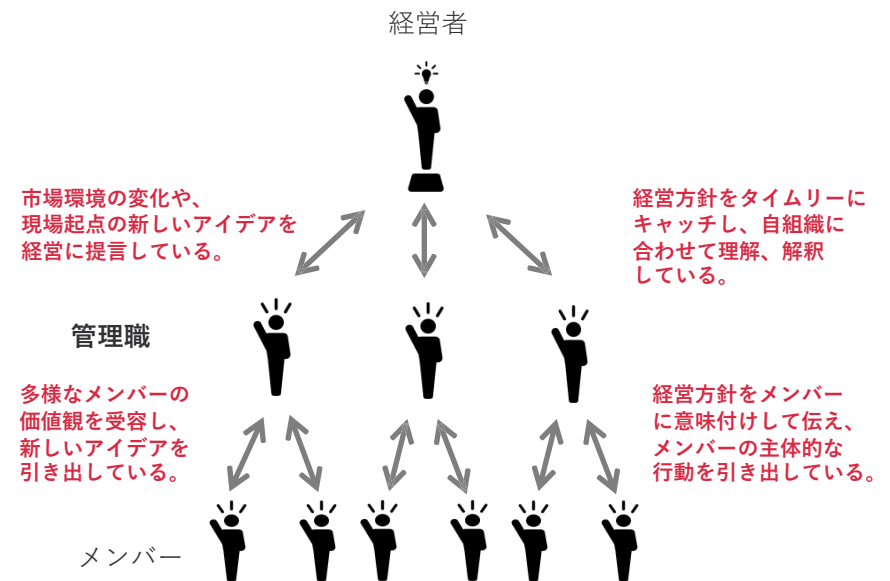 経営者
市場環境の変化や、
現場起点の新しいアイデアを
経営に提言している。
経営方針をタイムリーに
キャッチし、自組織に
合わせて理解、解釈
している。
管理職
多様なメンバーの
価値観を受容し、
新しいアイデアを
引き出している。
経営方針をメンバー
に意味付けして伝え、
メンバーの主体的な
行動を引き出している。
メンバー